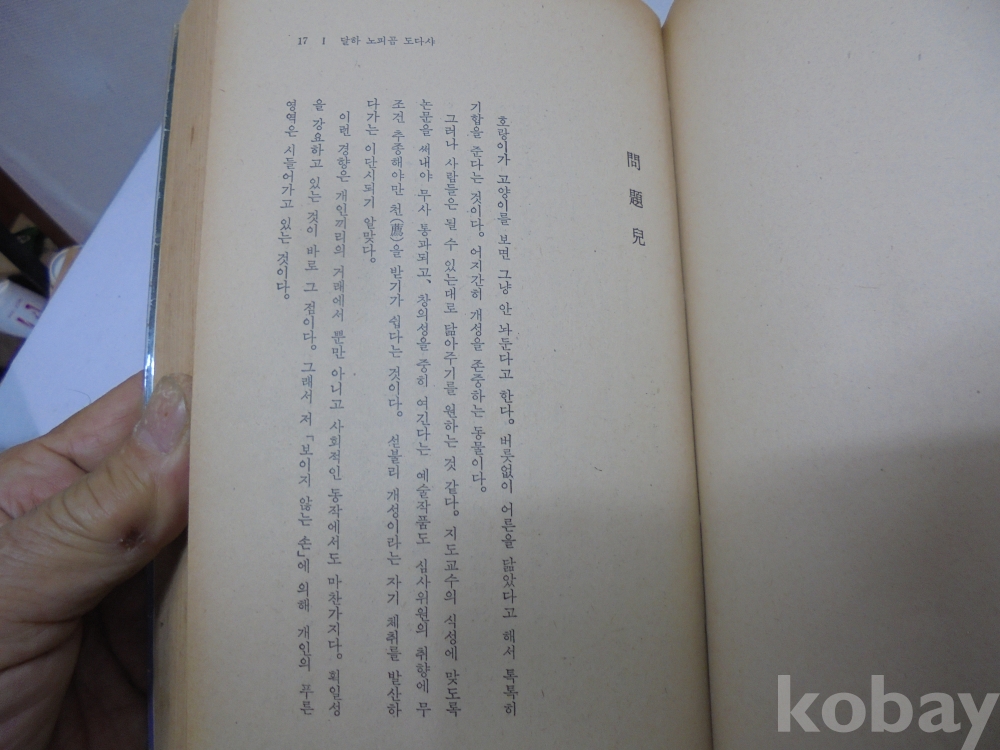 17 Ⅰ 달하 노피곰 도다샤
問題兒
호랑이가 고양이를 보면 그냥 안 놔둔다고 한다。버릇없이 어른을 닮았다고 해서 톡톡히
기합을 준다는 것이다。어지간히 개성을 존중하는 동물이다。
그러나 사람들은 될 수 있는대로 닮아주기를 원하는 것 같다。지도교수의 식성에 맞도록
논문을 써내야 무사 통과되고、창의성을 중히 여긴다는 예술작품도 심사위원의 취향에 무
조건 추종해야만 천(薦)을 받기가 쉽다는 것이다。섣불리 개성이라는 자기 체취를 발산하
다가는 이단시되기 알맞다。
이런 경향은 개인끼리의 거래에서 뿐만 아니고 사회적인 동작에서도 마찬가지다。획일성
을 강요하고 있는 것이 바로 그 점이다。그래서 저 「보이지 않는 손」에 의해 개인의 푸른
영역은 시들어가고 있는 것이다。
kobay